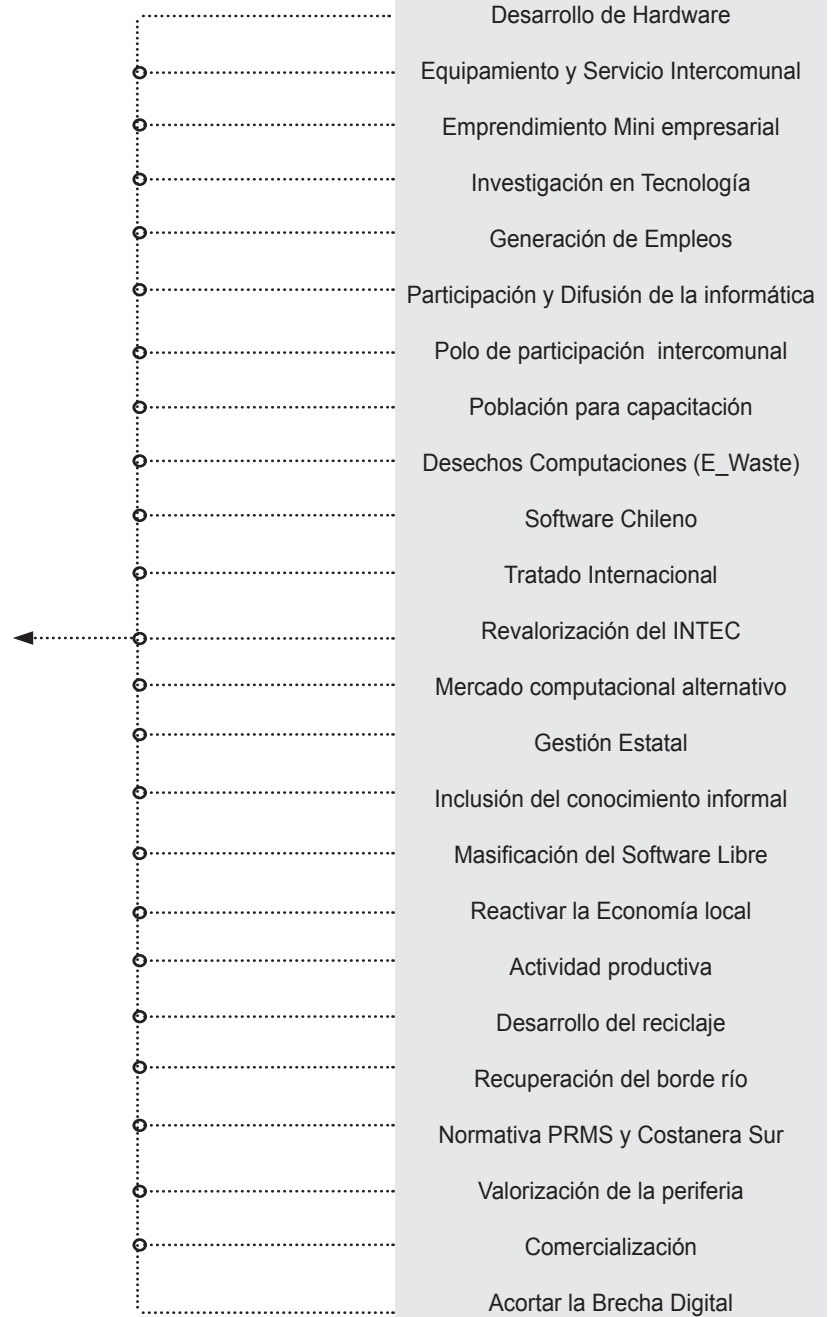 Desarrollo de Hardware
Equipamiento y Servicio Intercomunal
Emprendimiento Mini empresarial
Investigación en Tecnología
Generación de Empleos
Participación y Difusión de la informática
Polo de participación  intercomunal
Población para capacitación
Desechos Computaciones (E_Waste)
Software Chileno
Tratado Internacional
Revalorización del INTEC
Mercado computacional alternativo
Gestión Estatal
Inclusión del conocimiento informal
Masificación del Software Libre
Reactivar la Economía local
Actividad productiva
Desarrollo del reciclaje
Recuperación del borde río
Normativa PRMS y Costanera Sur
Valorización de la periferia
Comercialización
Acortar la Brecha Digital